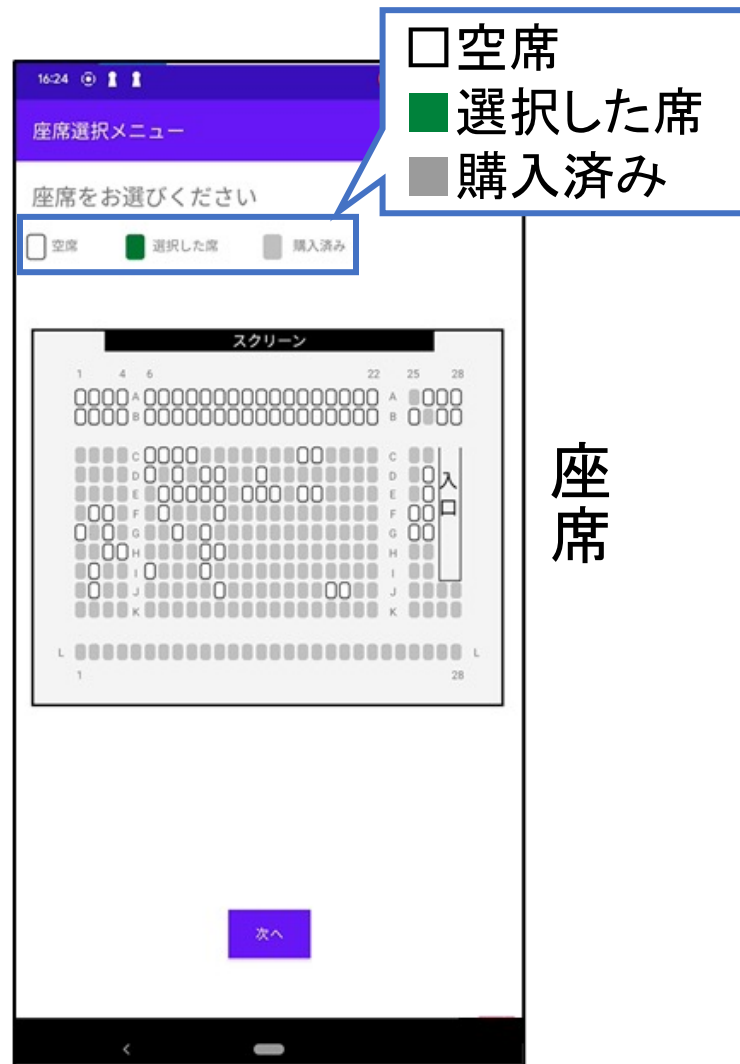 □空席
■選択した席
■購入済み
16:24
座席選択メニュー
座席をお選びください
空席 選択した席 購入済み
スクリーン
1 4 6 22 25 28
A A
B B
C C
D D
E E
F F
G G
H H
I I
J J
K K
入口
L L
1 28
座席
次へ